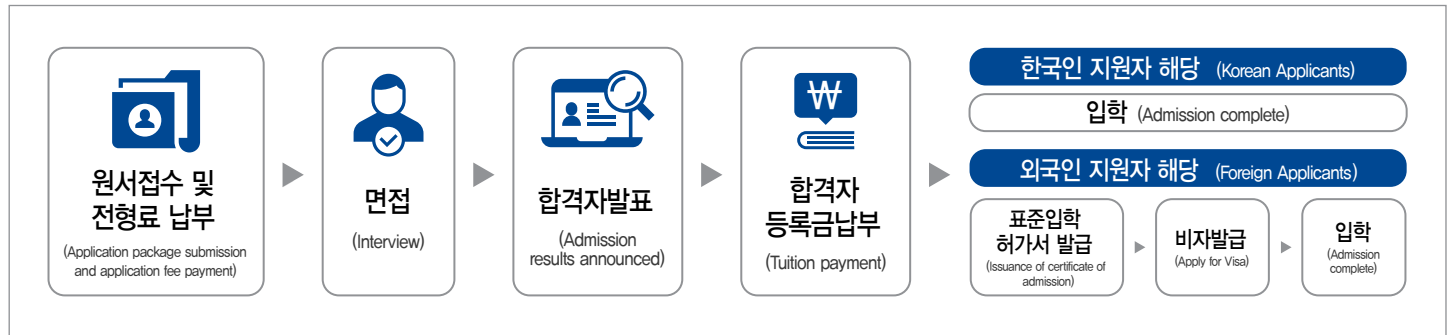 원서접수 및
전형료 납부
(Application package submission
and application fee payment)
면접
(Interview)
합격자발표
(Admission
results announced)
₩
합격자
등록금납부
(Tuition payment)
한국인 지원자 해당 (Korean Applicants)
입학 (Admission complete)
외국인 지원자 해당 (Foreign Applicants)
표준입학
허가서 발급
(Issuance of certificate of
admission)
비자발급
(Apply for Visa)
입학
(Admission
complete)